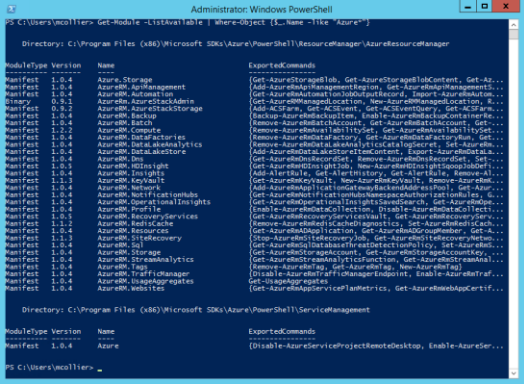 Administrator: Windows PowerShell
PS C:\Users\mcollier> Get-Module -ListAvailable | Where-Object {$_.Name -like "Azure*"}
Directory: C:\Program Files (x86)\Microsoft SDKs\Azure\PowerShell\ResourceManager\AzureResourceManager
ModuleType Version Name ExportedCommands
---------- ------- ---- ----------------
Manifest 1.0.4 Azure.Storage {Get-AzureStorageBlob, Get-AzureStorageBlobContent, Get-Az...
Manifest 1.0.4 AzureRM.ApiManagement {Add-AzureRmApiManagementRegion, Get-AzureRmApiManagementS...
Manifest 1.0.4 AzureRM.Automation {Get-AzureRMAutomationJobOutputRecord, Import-AzureRmAutom...
Binary 0.9.1 AzureRm.AzureStackAdmin {Get-AzureRMManagedLocation, New-AzureRMManagedLocation, R...
Manifest 0.9.2 AzureRM.AzureStackStorage {Add-ACSFarm, Get-ACSEvent, Get-ACSEventQuery, Get-ACSFarm...
Manifest 1.0.4 AzureRM.Backup {Backup-AzureRmBackupItem, Enable-AzureRmBackupContainerRe...
Manifest 1.0.4 AzureRM.Batch {Remove-AzureRmBatchAccount, Get-AzureRmBatchAccount, Get-...
Manifest 1.2.2 AzureRM.Compute {Remove-AzureRmAvailabilitySet, Get-AzureRmAvailabilitySet...
Manifest 1.0.4 AzureRM.DataFactories {Remove-AzureRmDataFactory, Get-AzureRmDataFactoryRun, Get...
Manifest 1.0.4 AzureRM.DataLakeAnalytics {Remove-AzureRmDataLakeAnalyticsCatalogSecret, Set-AzureRm...
Manifest 1.0.4 AzureRM.DataLakeStore {Add-AzureRmDataLakeStoreItemContent, Export-AzureRmDataLa...
Manifest 1.0.4 AzureRM.Dns {Get-AzureRmDnsRecordSet, Remove-AzureRmDnsRecordSet, Set-...
Manifest 1.0.5 AzureRM.HDInsight {Get-AzureRmHDInsightJob, New-AzureRmHDInsightSqoopJobDefi...
Manifest 1.0.4 AzureRM.Insights {Add-AlertRule, Get-AlertHistory, Get-AlertRule, Remove-Al...
Manifest 1.1.3 AzureRM.KeyVault {Get-AzureRmKeyVault, New-AzureRmKeyVault, Remove-AzureRmK...
Manifest 1.0.4 AzureRM.Network {Add-AzureRmApplicationGatewayBackendAddressPool, Get-Azur...
Manifest 1.0.4 AzureRM.NotificationHubs {Get-AzureRmNotificationHubsNamespaceAuthorizationRules, G...
Manifest 1.0.4 AzureRM.OperationalInsights {Get-AzureRmOperationalInsightsSavedSearch, Get-AzureRmOpe...
Manifest 1.0.4 AzureRM.Profile {Enable-AzureRmDataCollection, Disable-AzureRmDataCollecti...
Manifest 1.0.5 AzureRM.RecoveryServices {Get-AzureRmRecoveryServicesVault, Get-AzureRmRecoveryServ...
Manifest 1.1.2 AzureRM.RedisCache {Remove-AzureRmRedisCacheDiagnostics, Set-AzureRmRedisCach...
Manifest 1.0.4 AzureRM.Resources {Get-AzureRmADApplication, Get-AzureRmADGroupMember, Get-A...
Manifest 1.1.3 AzureRM.SiteRecovery {Stop-AzureRmSiteRecoveryJob, Get-AzureRmSiteRecoveryNetwo...
Manifest 1.0.4 AzureRM.Sql {Get-AzureRmSqlDatabaseThreatDetectionPolicy, Set-AzureRmS...
Manifest 1.0.4 AzureRM.Storage {Get-AzureRmStorageAccount, Get-AzureRmStorageAccountKey, ...
Manifest 1.0.4 AzureRM.StreamAnalytics {Get-AzureRmStreamAnalyticsFunction, Get-AzureRmStreamAnal...
Manifest 1.0.4 AzureRM.Tags {Remove-AzureRmTag, Get-AzureRmTag, New-AzureRmTag}
Manifest 1.0.4 AzureRM.TrafficManager {Disable-AzureRmTrafficManagerEndpoint, Enable-AzureRmTraf...
Manifest 1.0.4 AzureRM.UsageAggregates Get-UsageAggregates
Manifest 1.0.4 AzureRM.Websites {Get-AzureRmAppServicePlanMetrics, Get-AzureRmWebAppCertif...
Directory: C:\Program Files (x86)\Microsoft SDKs\Azure\PowerShell\ServiceManagement
ModuleType Version Name ExportedCommands
---------- ------- ---- ----------------
Manifest 1.0.4 Azure {Disable-AzureServiceProjectRemoteDesktop, Enable-AzureSer...
PS C:\Users\mcollier> _